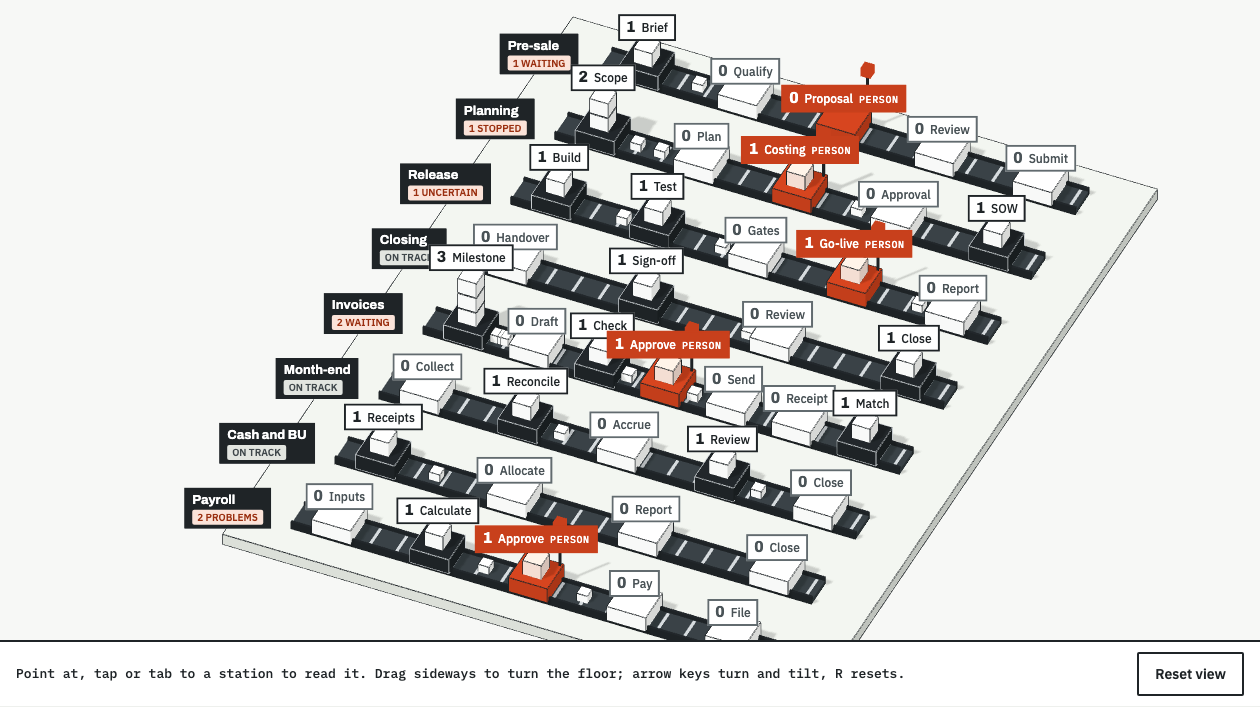 Pre-sale
1 WAITING
1 Brief
0 Qualify
0 Proposal PERSON
0 Review
0 Submit
Planning
1 STOPPED
2 Scope
0 Plan
1 Costing PERSON
0 Approval
1 SOW
Release
1 UNCERTAIN
1 Build
1 Test
0 Gates
1 Go-live PERSON
0 Report
Closing
ON TRACK
0 Handover
1 Sign-off
0 Review
1 Close
Invoices
2 WAITING
3 Milestone
0 Draft
1 Check
1 Approve PERSON
0 Send
0 Receipt
1 Match
Month-end
ON TRACK
0 Collect
1 Reconcile
0 Accrue
1 Review
0 Close
Cash and BU
ON TRACK
1 Receipts
0 Allocate
0 Report
0 Close
Payroll
2 PROBLEMS
0 Inputs
1 Calculate
1 Approve PERSON
0 Pay
0 File
Point at, tap or tab to a station to read it. Drag sideways to turn the floor; arrow keys turn and tilt, R resets.
Reset view